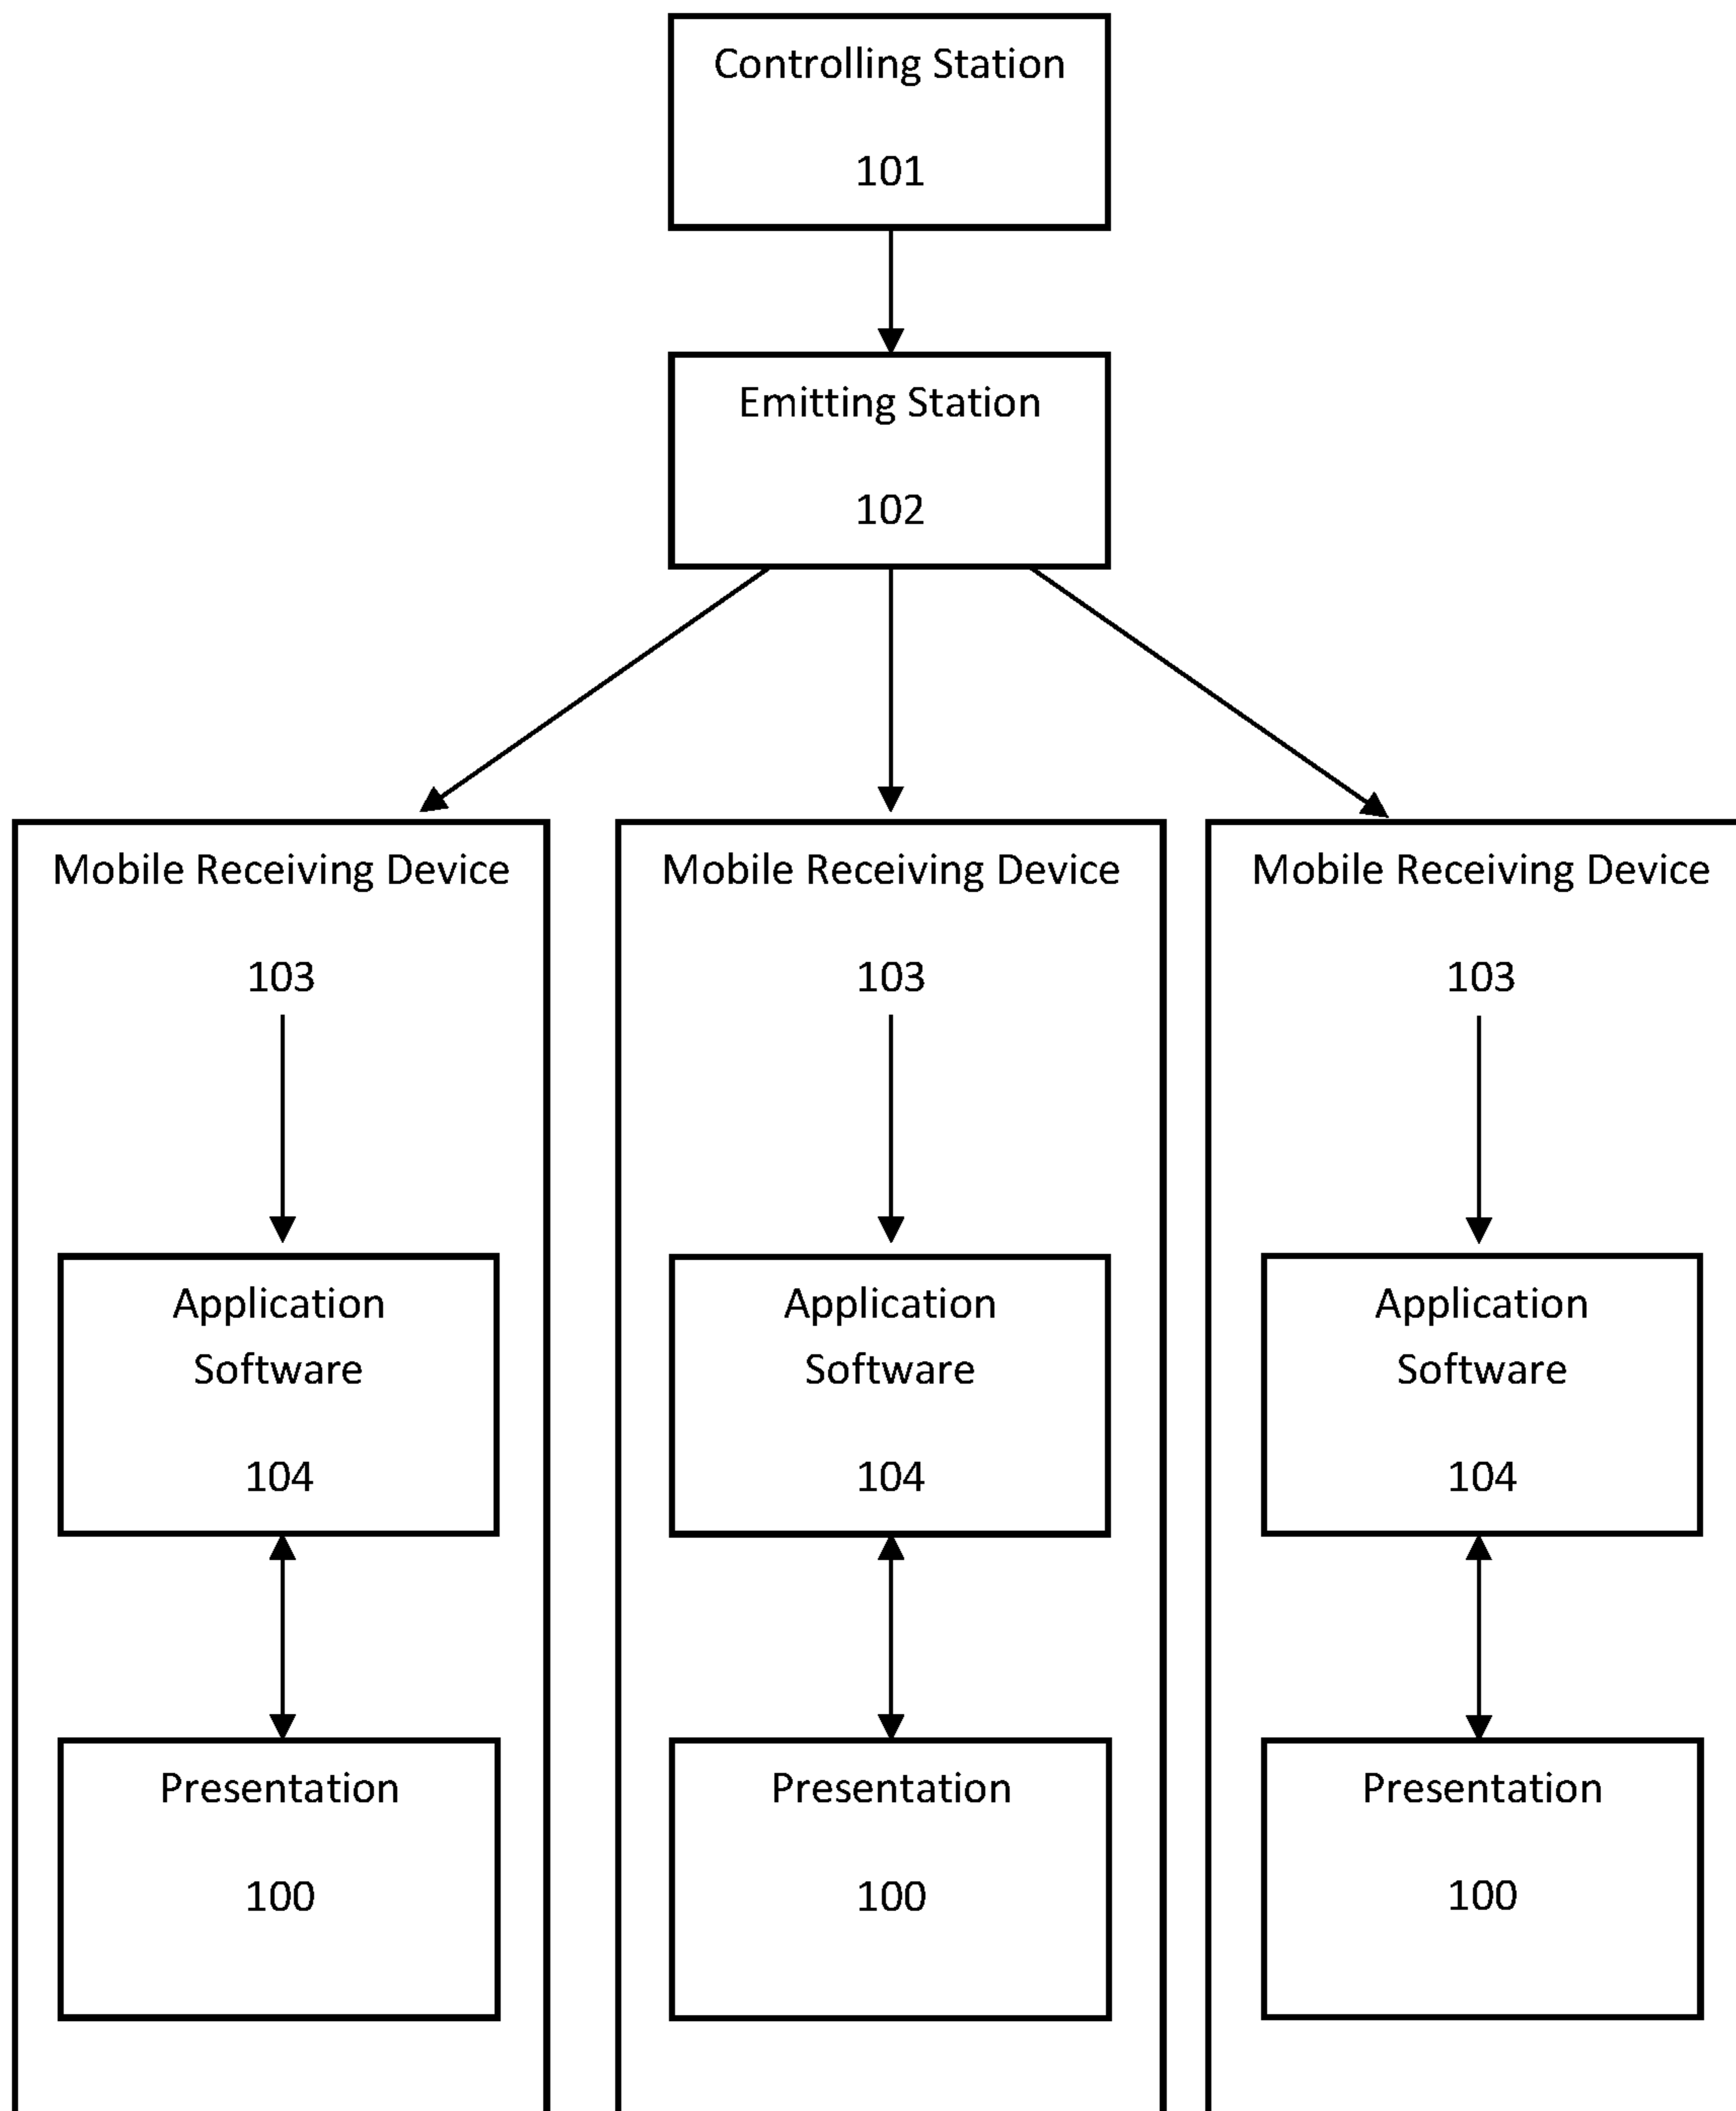 Controlling Station
101
Emitting Station
102
Mobile Receiving Device
103
Application
Software
104
Presentation
100
Mobile Receiving Device
103
Application
Software
104
Presentation
100
Mobile Receiving Device
103
Application
Software
104
Presentation
100